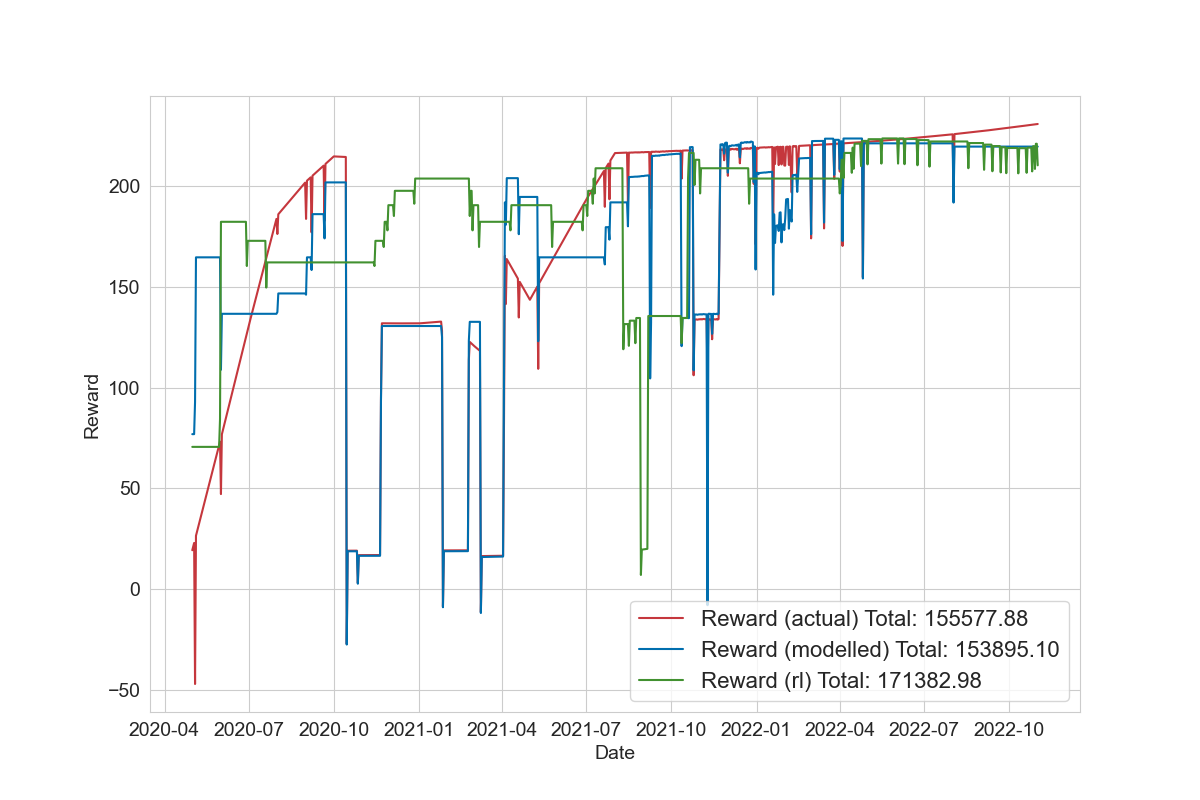 200
150
100
50
0
−50
Reward
2020-04 2020-07 2020-10 2021-01 2021-04 2021-07 2021-10 2022-01 2022-04 2022-07 2022-10
Date
Reward (actual) Total: 155577.88
Reward (modelled) Total: 153895.10
Reward (rl) Total: 171382.98